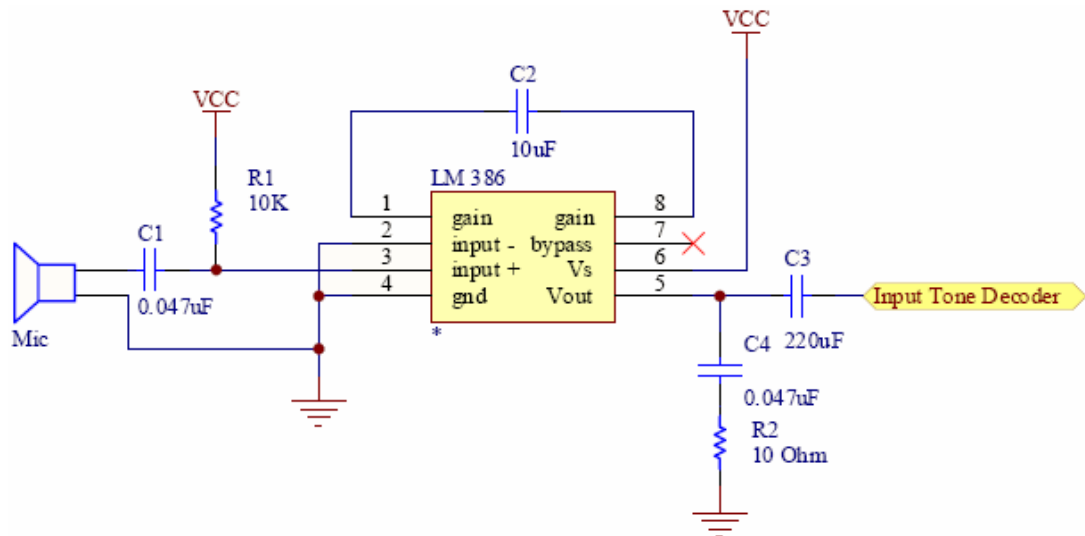 VCC
C2
10uF
VCC
R1
10K
LM 386
C1
0.047uF
Mic
1 gain gain 8
2 input - bypass 7
3 input + Vs 6
4 gnd Vout 5
*
C3
220uF
Input Tone Decoder
C4
0.047uF
R2
10 Ohm